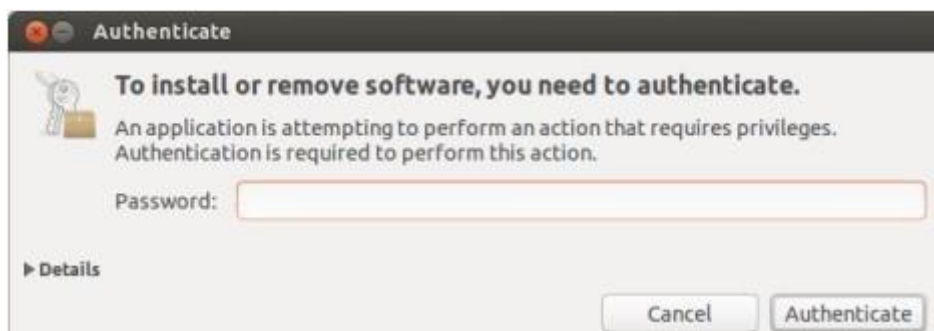 Authenticate
To install or remove software, you need to authenticate.
An application is attempting to perform an action that requires privileges.
Authentication is required to perform this action.
Password:
Details
Cancel Authenticate